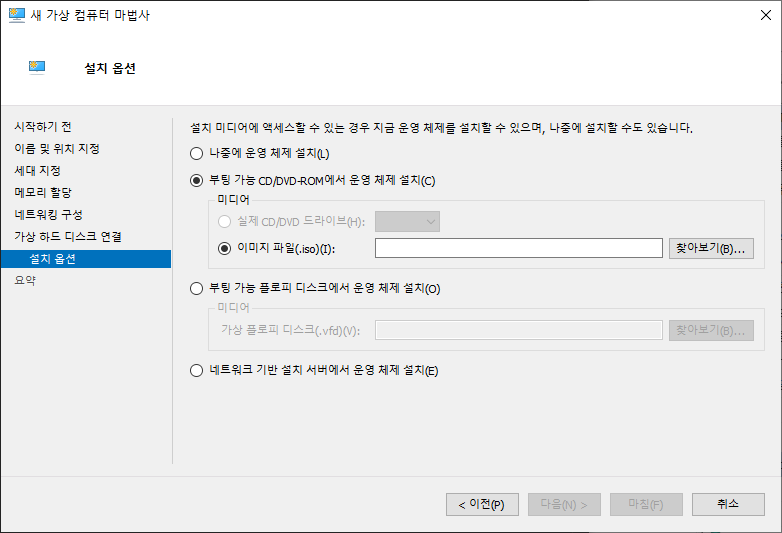 새 가상 컴퓨터 마법사
설치 옵션
시작하기 전
이름 및 위치 지정
세대 지정
메모리 할당
네트워킹 구성
가상 하드 디스크 연결
설치 옵션
요약
설치 미디어에 액세스할 수 있는 경우 지금 운영 체제를 설치할 수 있으며, 나중에 설치할 수도 있습니다.
나중에 운영 체제 설치(L)
부팅 가능 CD/DVD-ROM에서 운영 체제 설치(C)
미디어
실제 CD/DVD 드라이브(H):
이미지 파일(.iso)(I): 찾아보기(B)...
부팅 가능 플로피 디스크에서 운영 체제 설치(O)
미디어
가상 플로피 디스크(.vfd)(V): 찾아보기(B)...
네트워크 기반 설치 서버에서 운영 체제 설치(E)
< 이전(P) 다음(N) > 마침(F) 취소